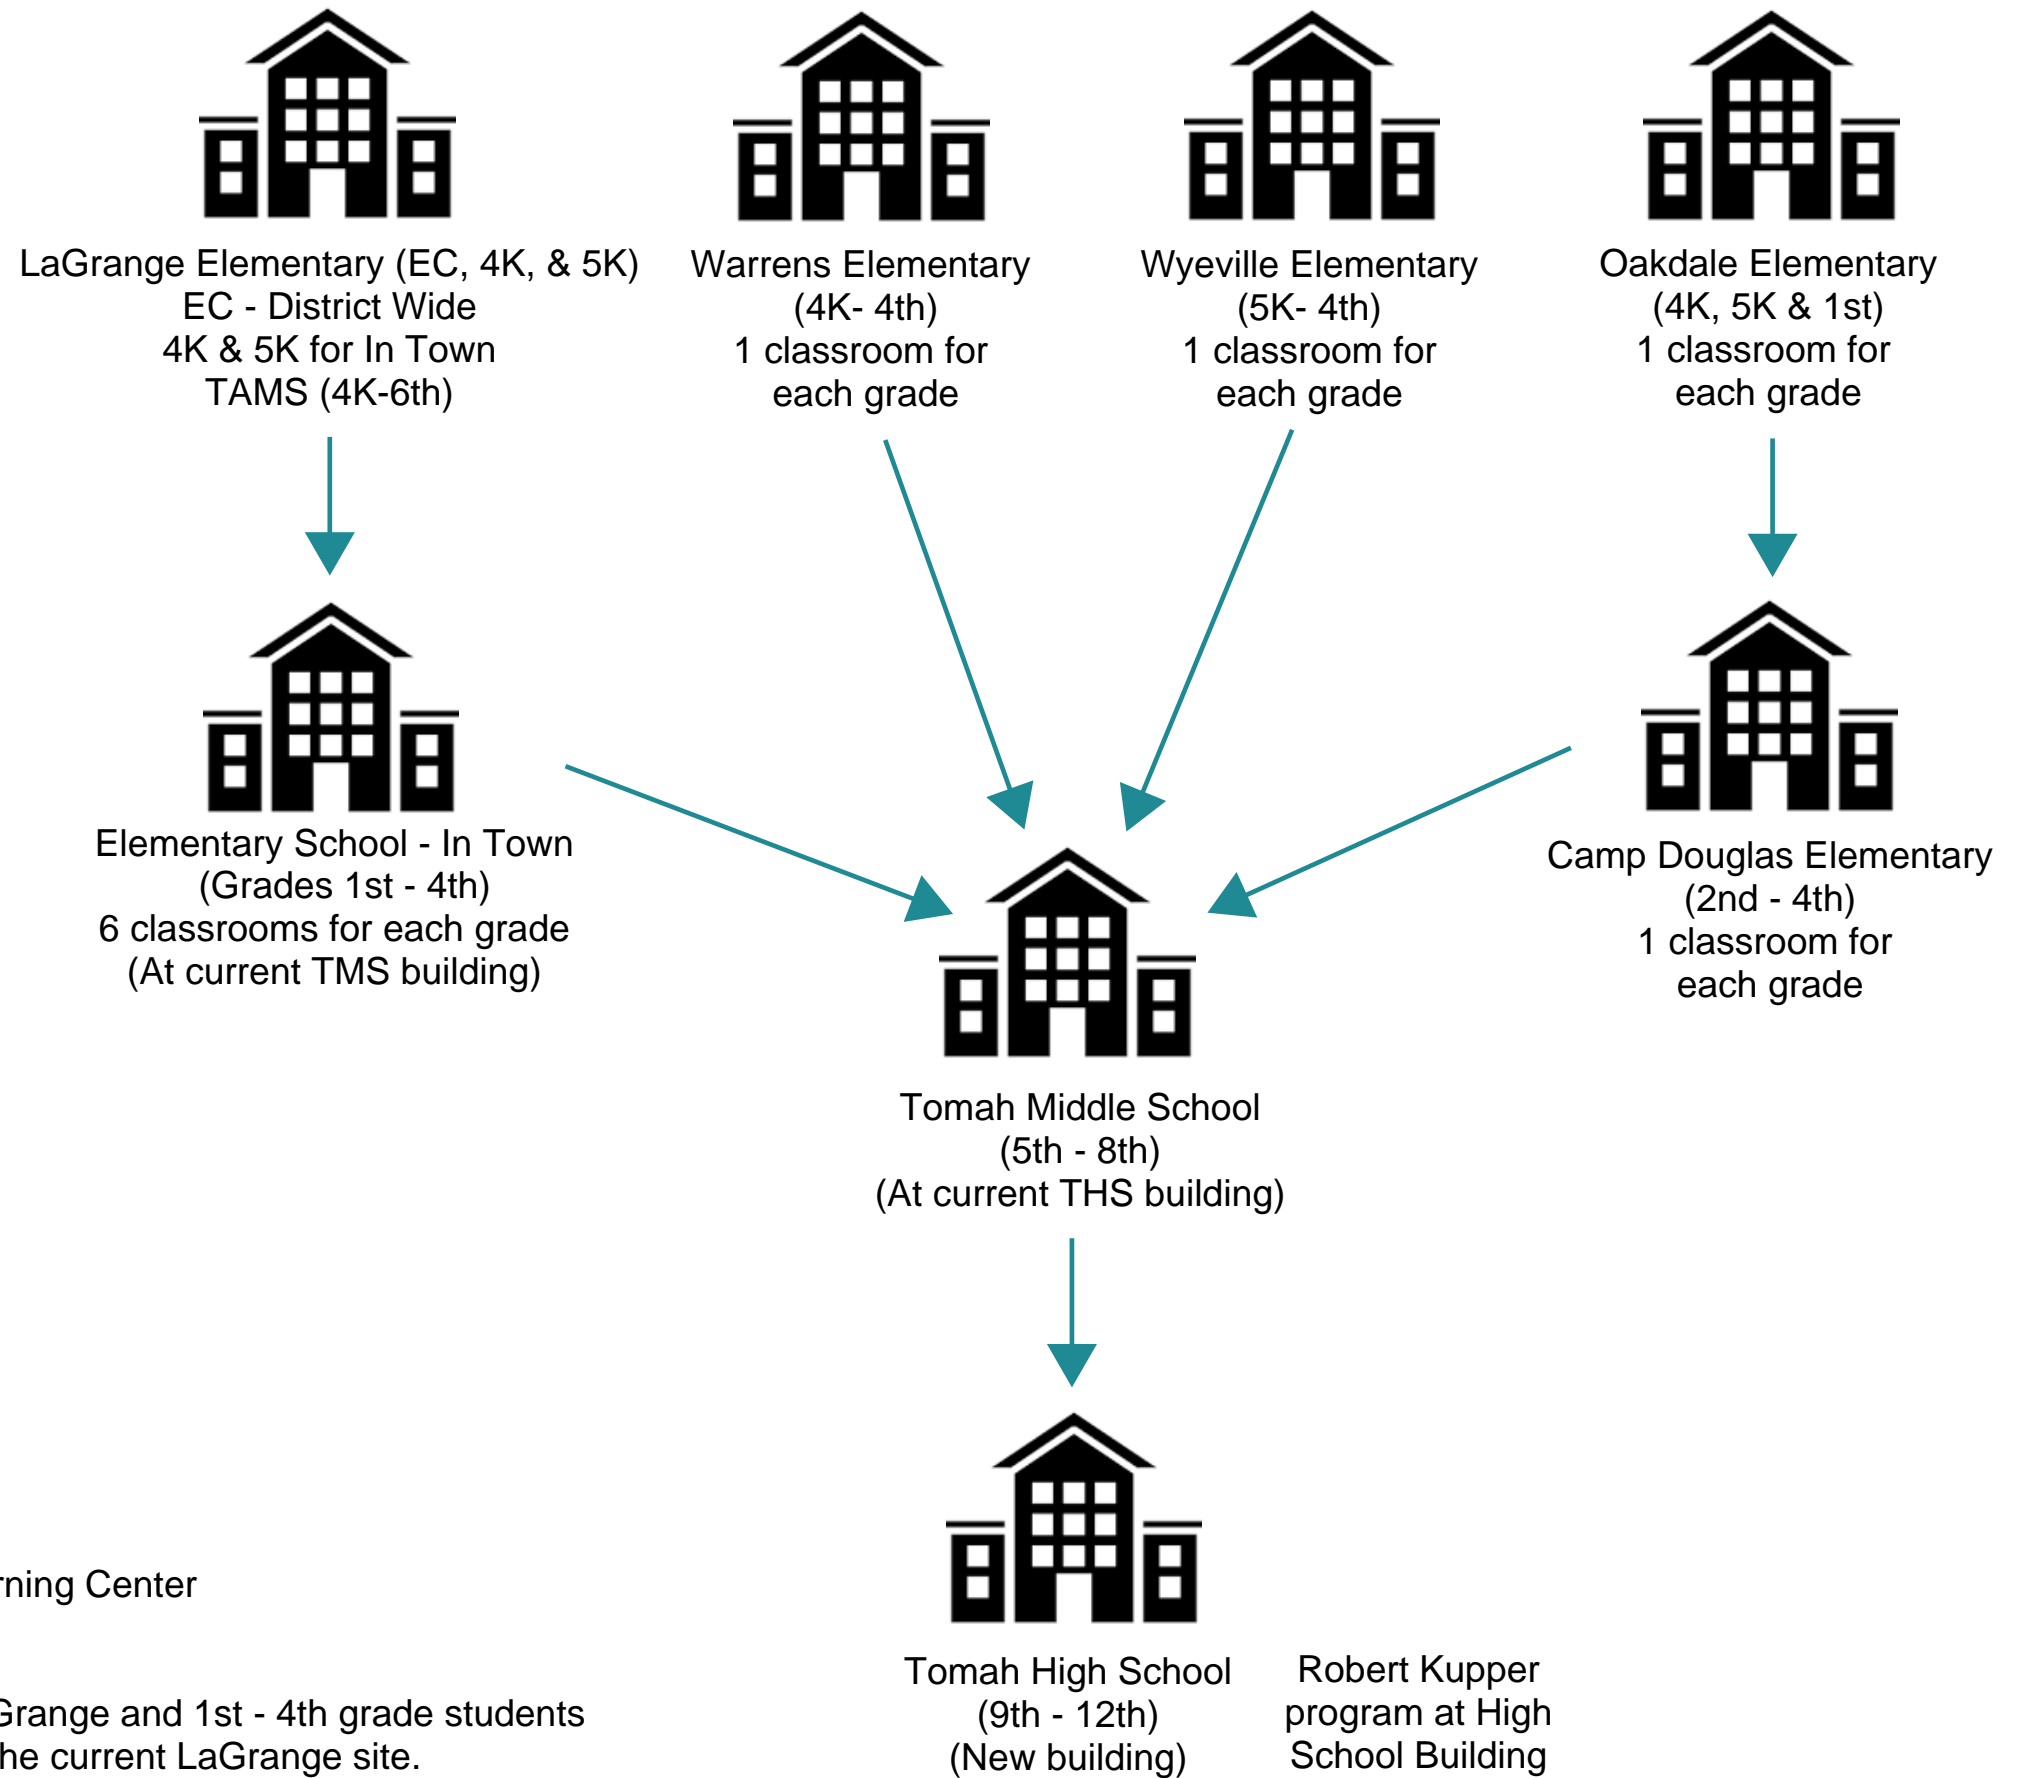 LaGrange Elementary (EC, 4K, & 5K)
EC - District Wide
4K & 5K for In Town
TAMS (4K-6th)
Warrens Elementary
(4K- 4th)
1 classroom for
each grade
Wyeville Elementary
(5K- 4th)
1 classroom for
each grade
Oakdale Elementary
(4K, 5K & 1st)
1 classroom for
each grade
Elementary School - In Town
(Grades 1st - 4th)
6 classrooms for each grade
(At current TMS building)
Camp Douglas Elementary
(2nd - 4th)
1 classroom for
each grade
Tomah Middle School
(5th - 8th)
(At current THS building)
rning Center
Grange and 1st - 4th grade students
he current LaGrange site.
Tomah High School
(9th - 12th)
(New building)
Robert Kupper
program at High
School Building